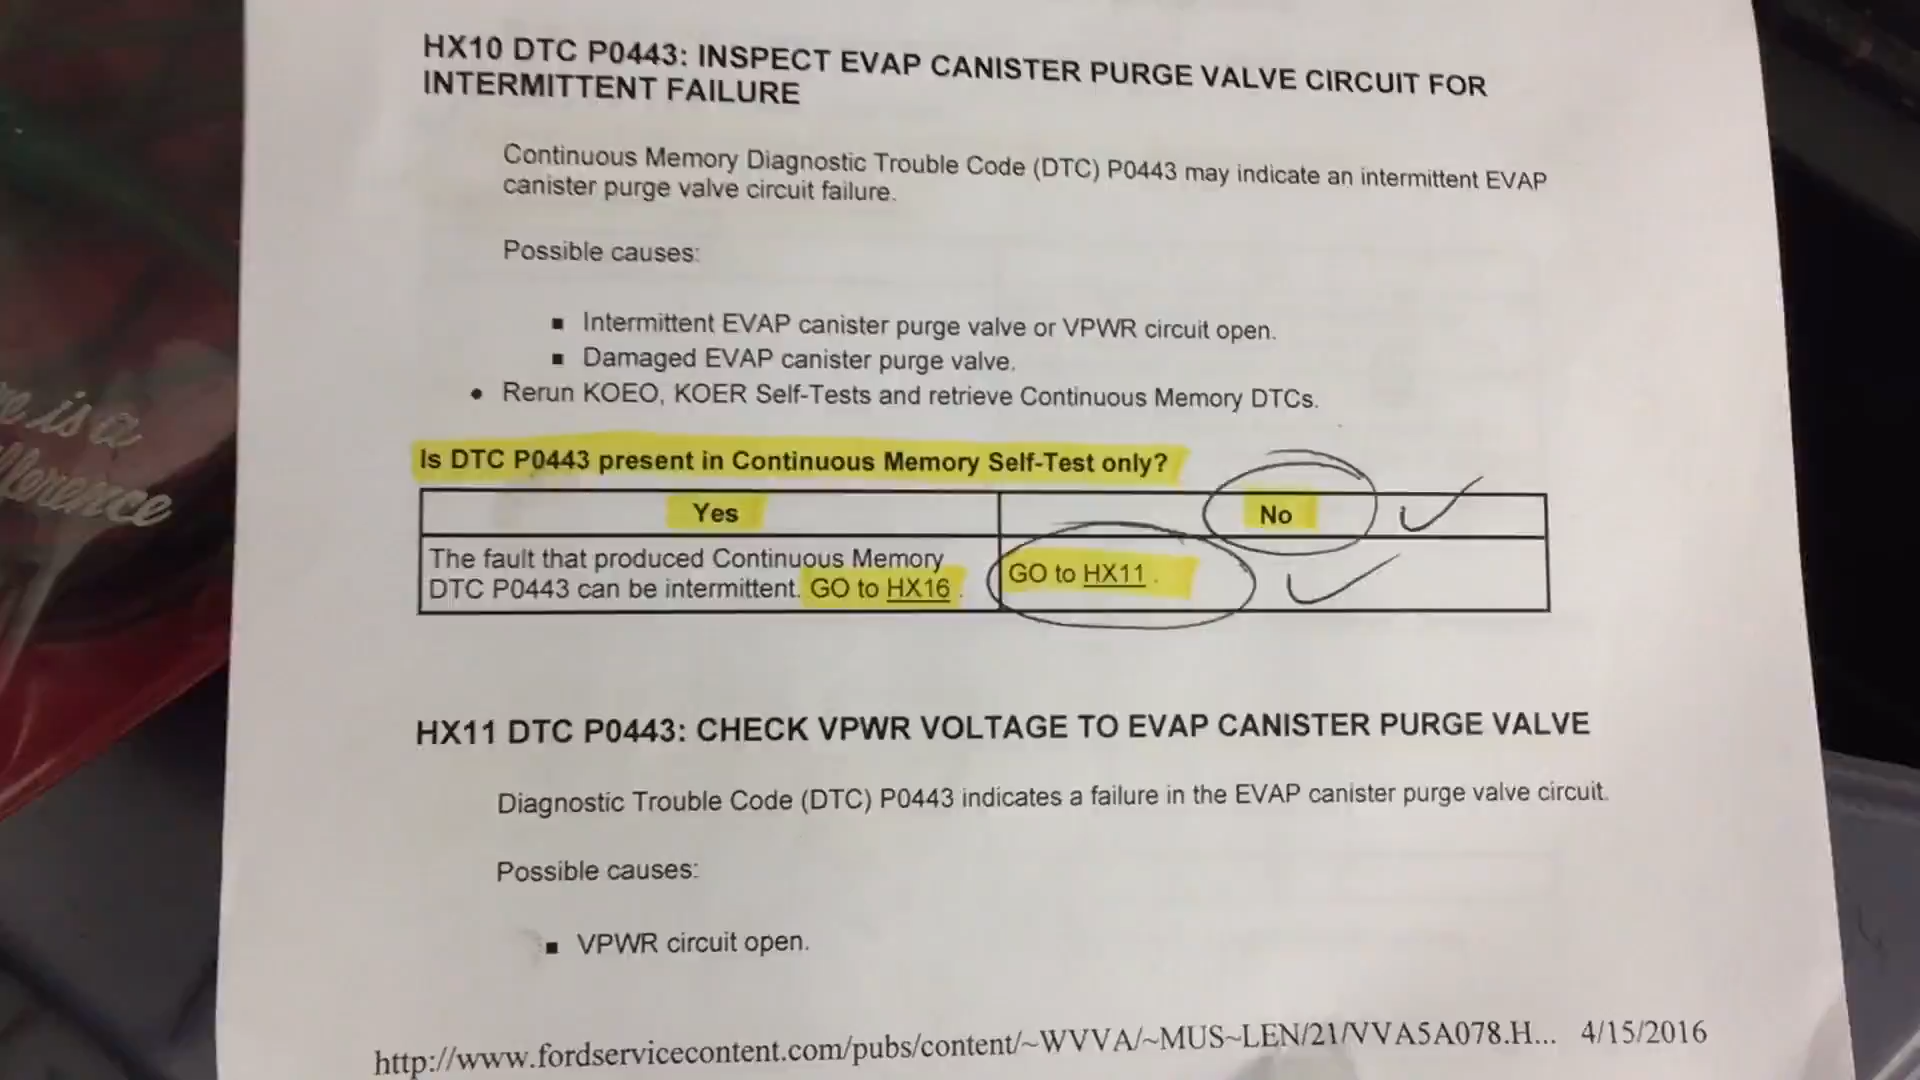 HX10 DTC P0443: INSPECT EVAP CANISTER PURGE VALVE CIRCUIT FOR
INTERMITTENT FAILURE
Continuous Memory Diagnostic Trouble Code (DTC) P0443 may indicate an intermittent EVAP
canister purge valve circuit failure.
Possible causes:
▪ Intermittent EVAP canister purge valve or VPWR circuit open.
▪ Damaged EVAP canister purge valve.
• Rerun KOEO, KOER Self-Tests and retrieve Continuous Memory DTCs.
is a
Is DTC P0443 present in Continuous Memory Self-Test only?
Yes No
The fault that produced Continuous Memory
DTC P0443 can be intermittent. GO to HX16 .
GO to HX11 .
HX11 DTC P0443: CHECK VPWR VOLTAGE TO EVAP CANISTER PURGE VALVE
Diagnostic Trouble Code (DTC) P0443 indicates a failure in the EVAP canister purge valve circuit.
Possible causes:
▪ VPWR circuit open.
http://www.fordservicecontent.com/pubs/content/~WVVA/~MUS~LEN/21/VVA5A078.H... 4/15/2016